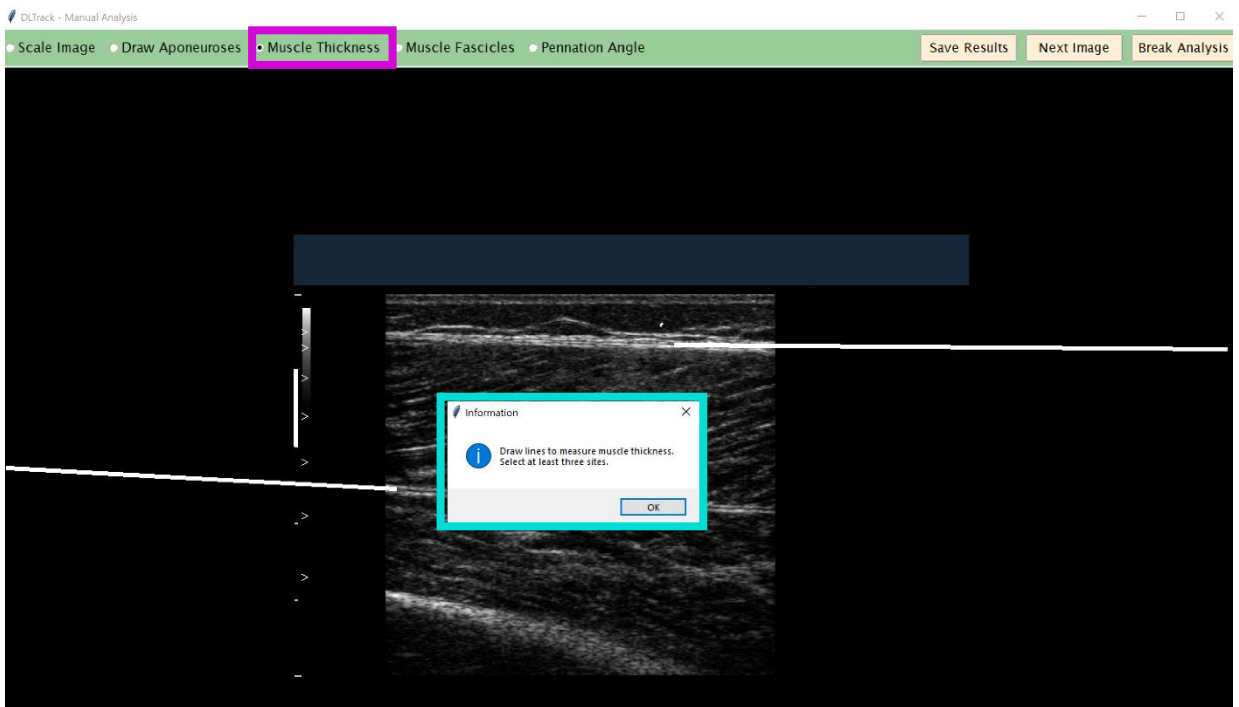 DLTrack - Manual Analysis
Scale Image Draw Aponeuroses Muscle Thickness Muscle Fascicles Pennation Angle Save Results Next Image Break Analysis
Information
Draw lines to measure muscle thickness.
Select at least three sites.
OK